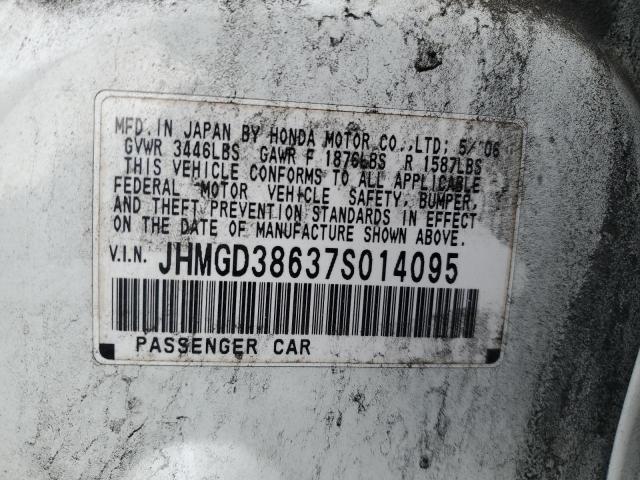 MFD. IN JAPAN BY HONDA MOTOR CO., LTD; 5/'06
GVWR 3446LBS GAWR F 1876LBS R 1587LBS
THIS VEHICLE CONFORMS TO ALL APPLICABLE
FEDERAL MOTOR VEHICLE SAFETY, BUMPER,
AND THEFT PREVENTION STANDARDS IN EFFECT
ON THE DATE OF MANUFACTURE SHOWN ABOVE.
V.I.N. JHMGD38637S014095
PASSENGER CAR